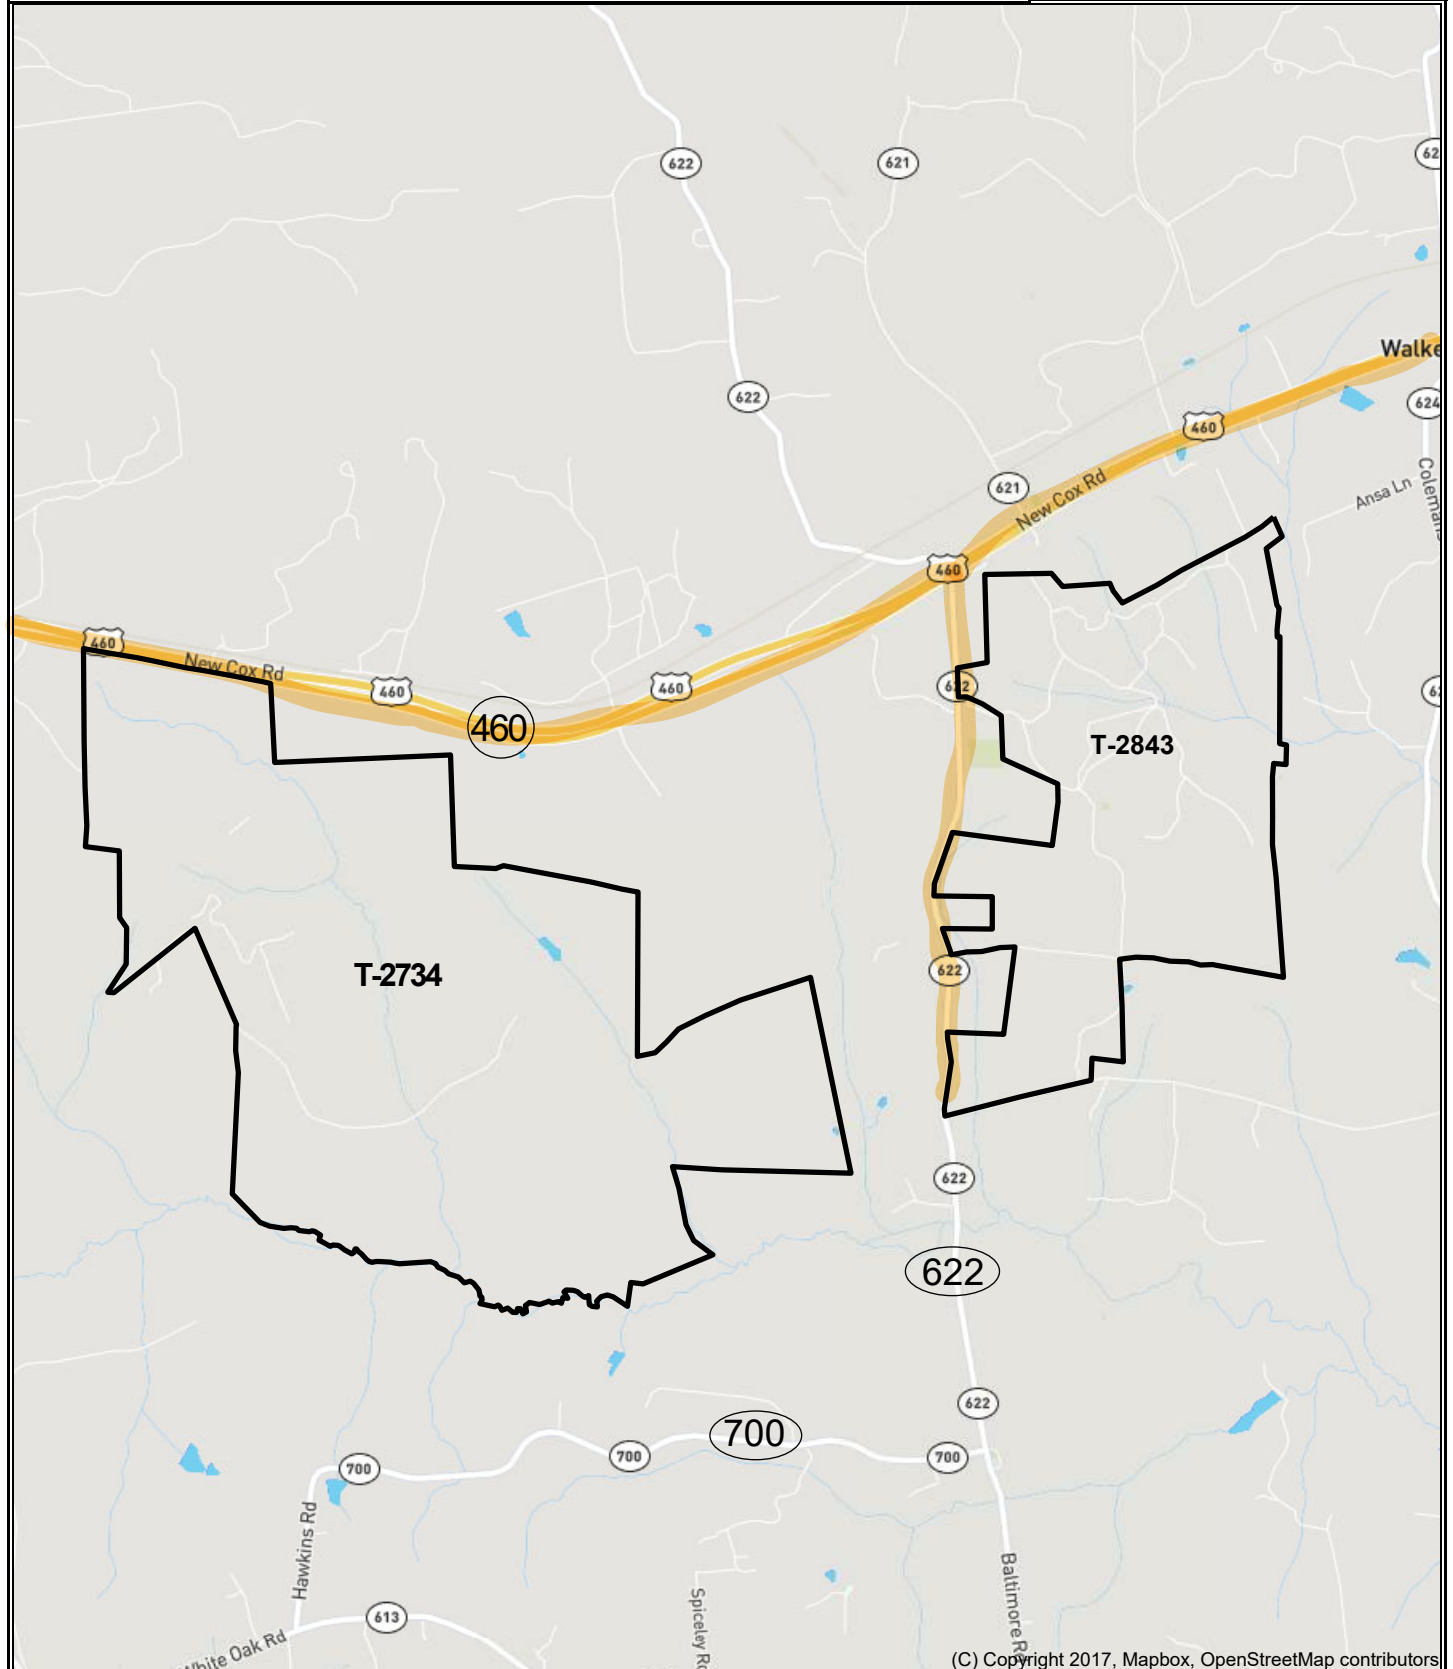 622
621
62
Walke
624
460
Colemans
Ansa Ln
621
New Cox Rd
460
460
New Cox Rd
460
460
622
62
460
T-2843
T-2734
622
622
622
622
700
700
700
700
Hawkins Rd
Baltimore Rd
Spiceley Rd
613
White Oak Rd
(C) Copyright 2017, Mapbox, OpenStreetMap contributors